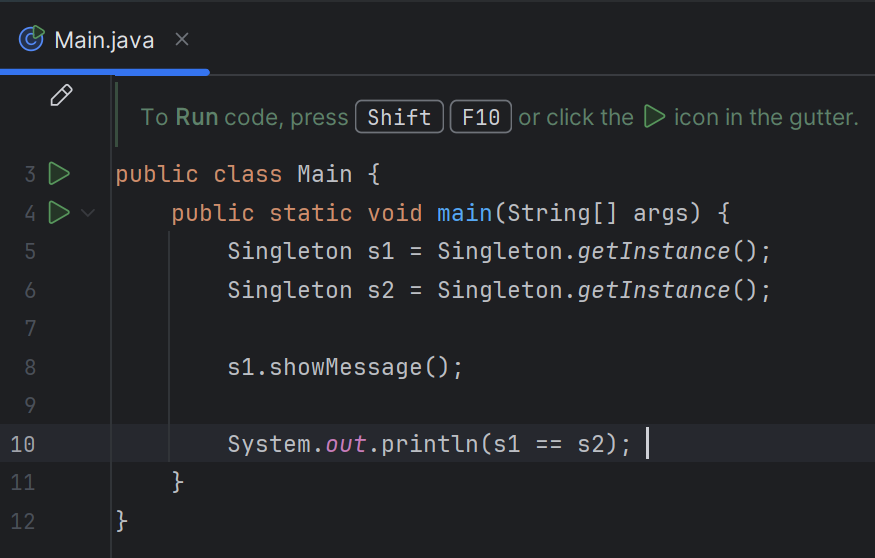 Main.java
To Run code, press Shift F10 or click the icon in the gutter.
3 public class Main {
4 public static void main(String[] args) {
5 Singleton s1 = Singleton.getInstance();
6 Singleton s2 = Singleton.getInstance();
7
8 s1.showMessage();
9
10 System.out.println(s1 == s2);
11 }
12 }